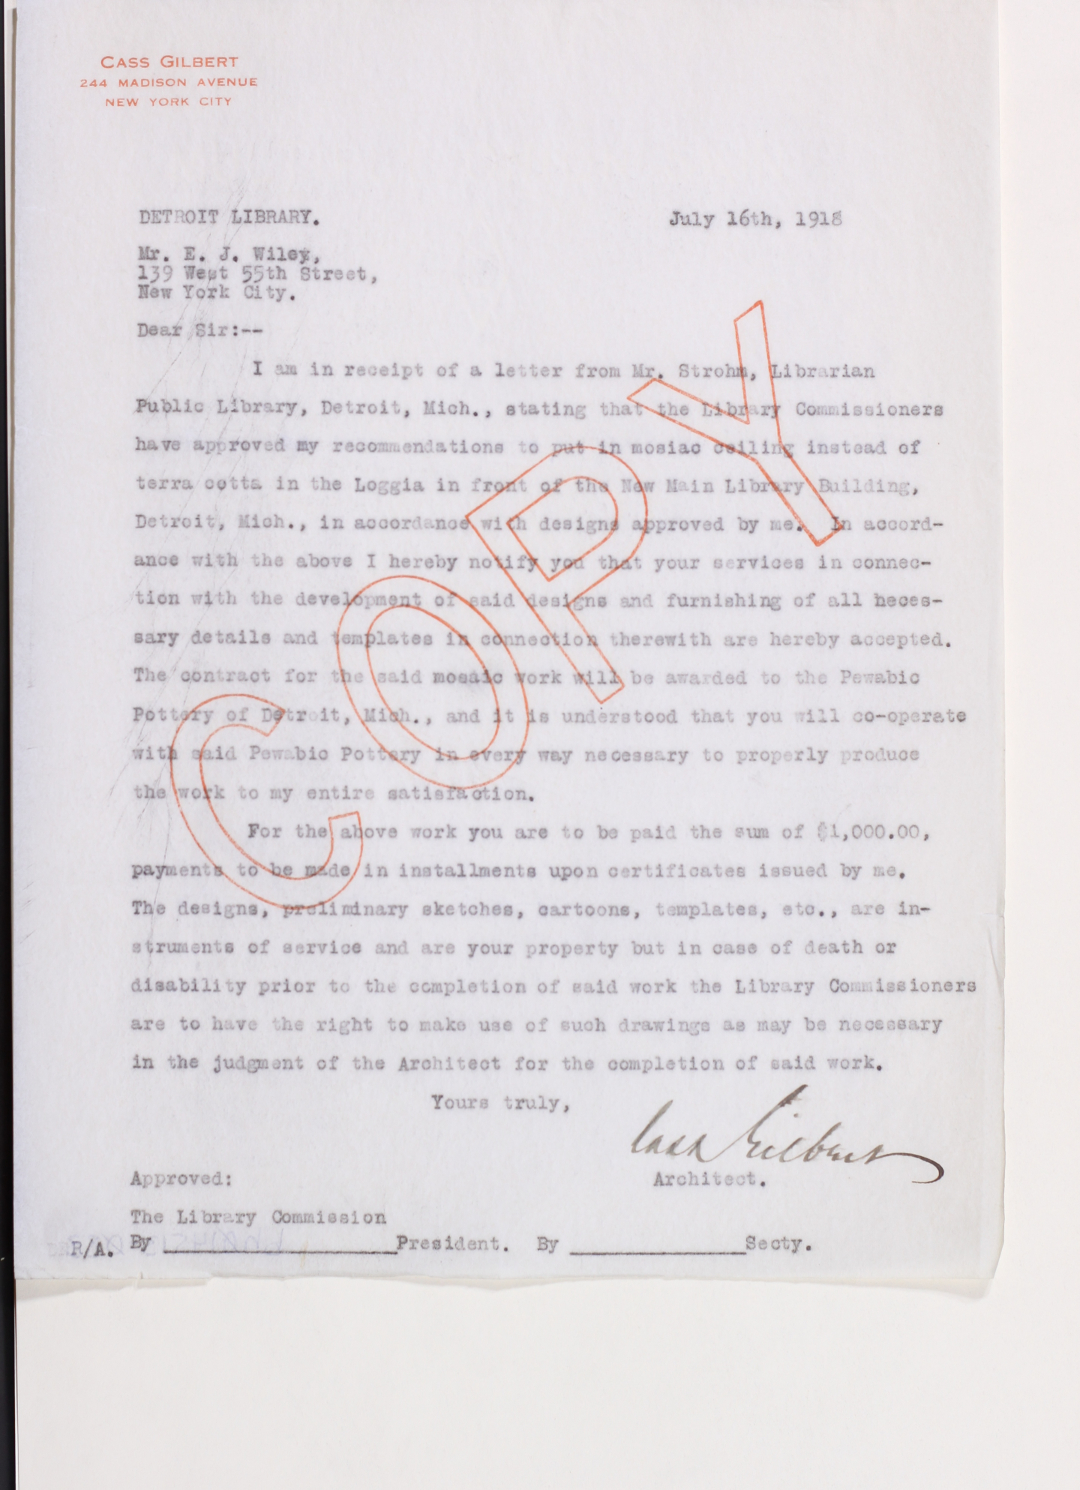 CASS GILBERT
244 MADISON AVENUE
NEW YORK CITY
DETROIT LIBRARY.
July 16th, 1918
Mr. E. J. Wiley,
139 West 55th Street,
New York City.
Dear Sir:--
I am in receipt of a letter from Mr. Strohm, Librarian
Public Library, Detroit, Mich., stating that the Library Commissioners
have approved my recommendations to put in mosiac ceiling instead of
terra cotta in the Loggia in front of the New Main Library Building,
Detroit, Mich., in accordance with designs approved by me. In accord-
ance with the above I hereby notify you that your services in connec-
tion with the development of said designs and furnishing of all neces-
sary details and templates in connection therewith are hereby accepted.
The contract for the said mosaic work will be awarded to the Pewabic
Pottery of Detroit, Mich., and it is understood that you will co-operate
with said Pewabic Pottery in every way necessary to properly produce
the work to my entire satisfaction.
For the above work you are to be paid the sum of $1,000.00,
payments to be made in installments upon certificates issued by me.
The designs, preliminary sketches, cartoons, templates, etc., are in-
struments of service and are your property but in case of death or
disability prior to the completion of said work the Library Commissioners
are to have the right to make use of such drawings as may be necessary
in the judgment of the Architect for the completion of said work.
Yours truly,
Cass Gilbert
Architect.
Approved:
The Library Commission
R/A. By ____________President. By ____________Secty.
COPY